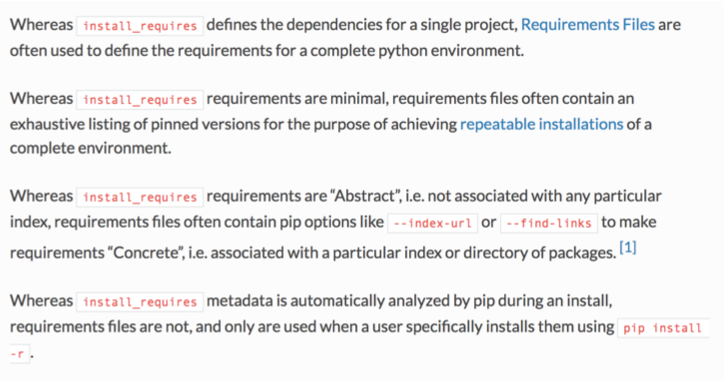 Whereas install_requires defines the dependencies for a single project, Requirements Files are
often used to define the requirements for a complete python environment.
Whereas install_requires requirements are minimal, requirements files often contain an
exhaustive listing of pinned versions for the purpose of achieving repeatable installations of a
complete environment.
Whereas install_requires requirements are “Abstract”, i.e. not associated with any particular
index, requirements files often contain pip options like --index-url or --find-links to make
requirements “Concrete”, i.e. associated with a particular index or directory of packages. [1]
Whereas install_requires metadata is automatically analyzed by pip during an install,
requirements files are not, and only are used when a user specifically installs them using pip install
-r .